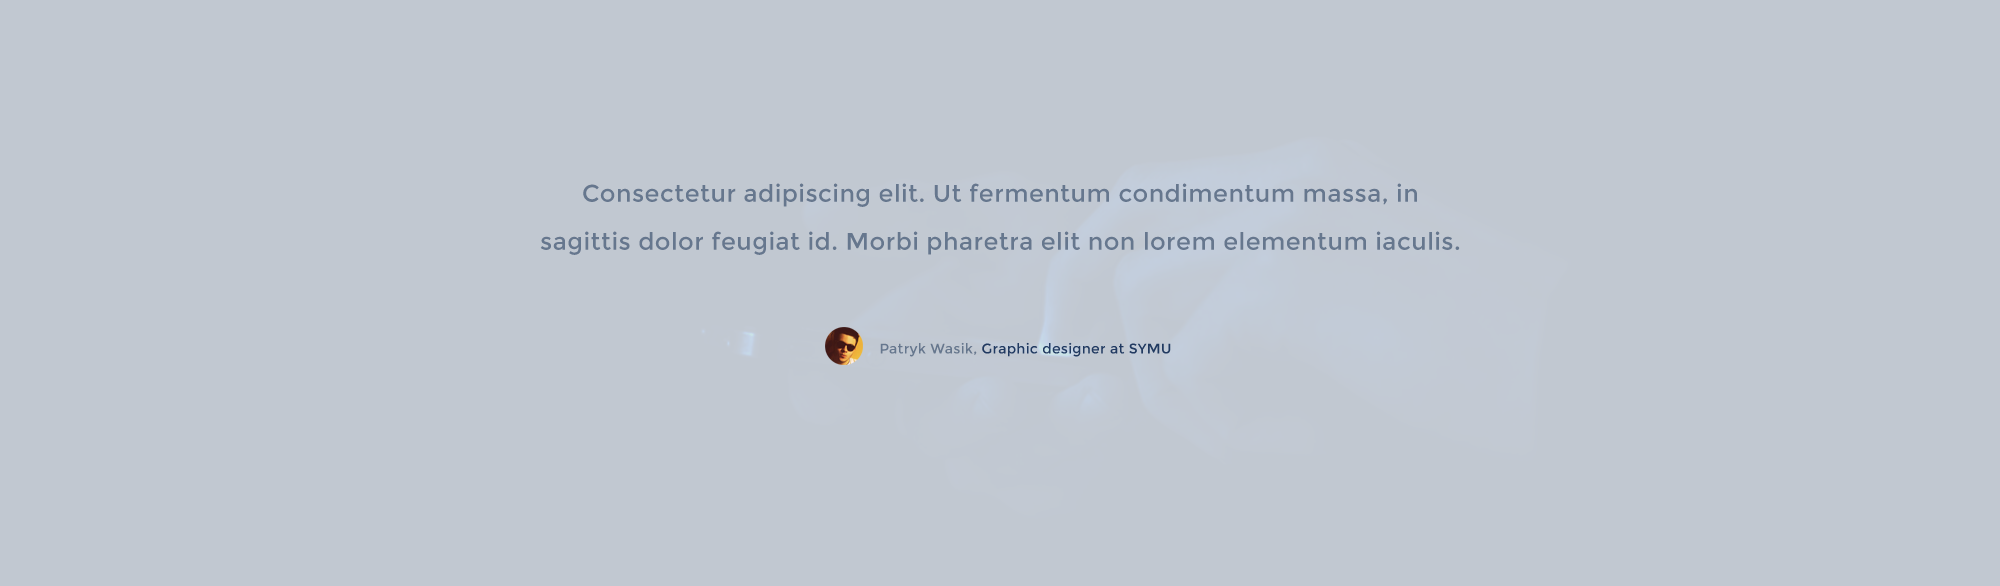 Consectetur adipiscing elit. Ut fermentum condimentum massa, in
sagittis dolor feugiat id. Morbi pharetra elit non lorem elementum iaculis.
Patryk Wasik, Graphic designer at SYMU